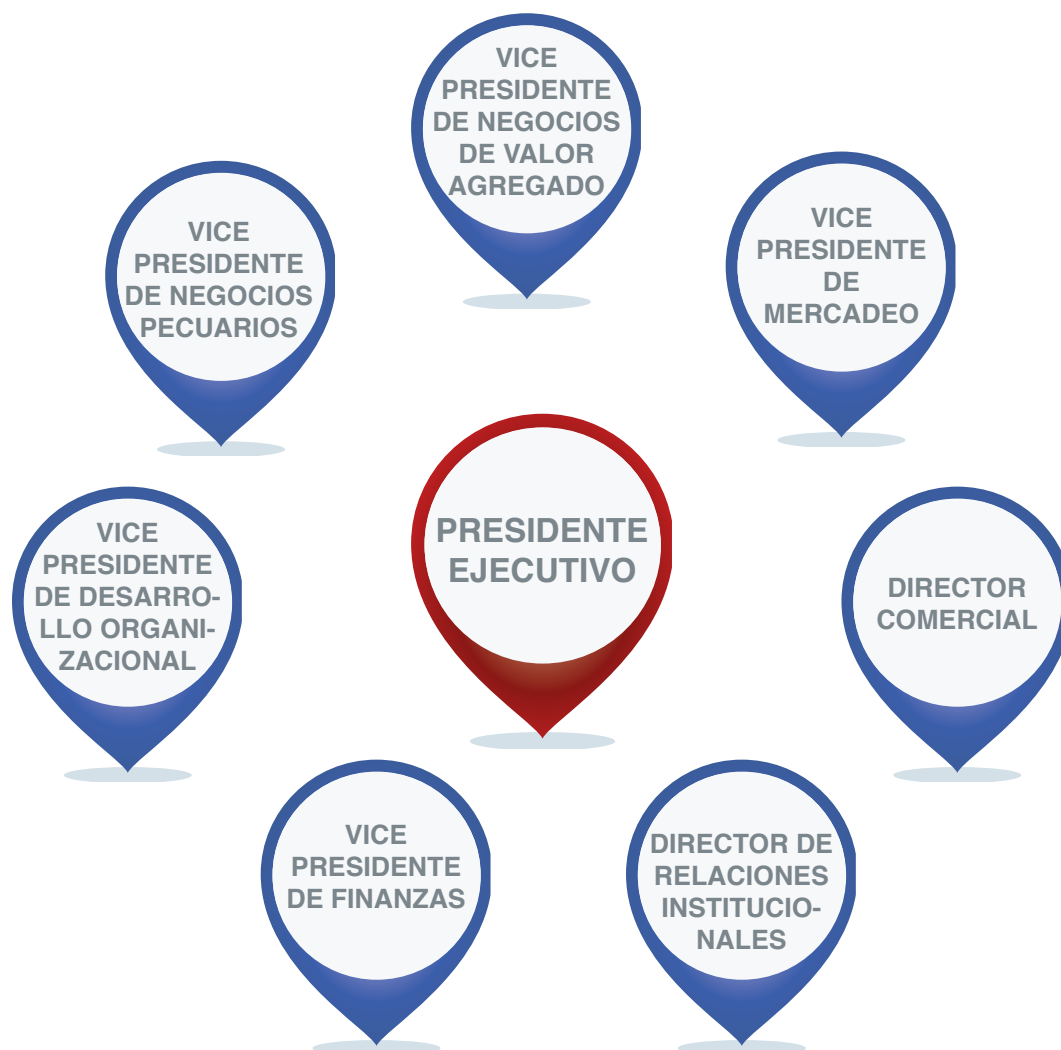 VICE
PRESIDENTE
DE NEGOCIOS
DE VALOR
AGREGADO
VICE
PRESIDENTE
DE NEGOCIOS
PECUARIOS
VICE
PRESIDENTE
DE
MERCADEO
PRESIDENTE
EJECUTIVO
VICE
PRESIDENTE
DE DESARRO-
LLO ORGANI-
ZACIONAL
DIRECTOR
COMERCIAL
VICE
PRESIDENTE
DE FINANZAS
DIRECTOR DE
RELACIONES
INSTITUCIO-
NALES